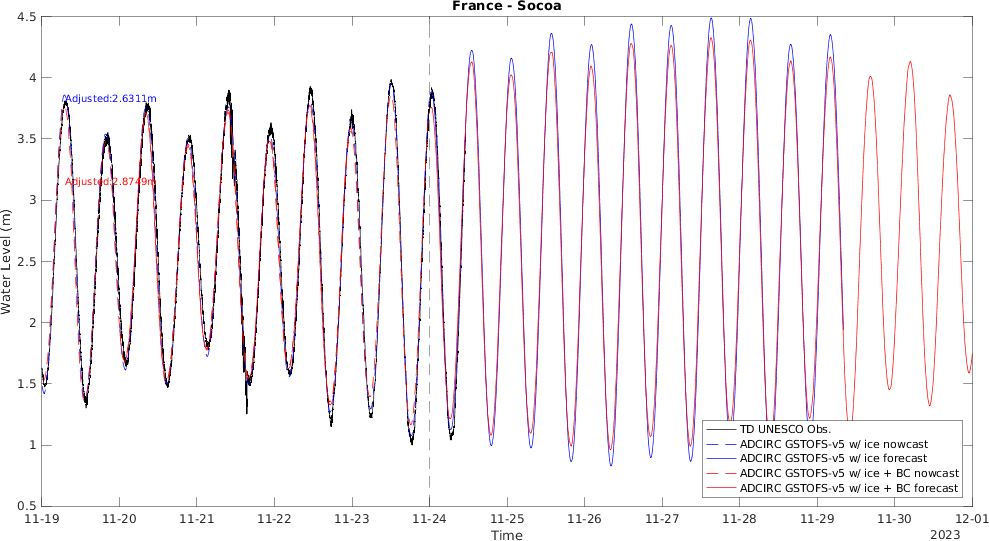 France - Socoa
4.5
4
3.5
3
2.5
2
1.5
1
0.5
Water Level (m)
Adjusted:2.6311m
Adjusted:2.8749m
TD UNESCO Obs.
ADCIRC GSTOFS-v5 w/ ice nowcast
ADCIRC GSTOFS-v5 w/ ice forecast
ADCIRC GSTOFS-v5 w/ ice + BC nowcast
ADCIRC GSTOFS-v5 w/ ice + BC forecast
11-19 11-20 11-21 11-22 11-23 11-24 11-25 11-26 11-27 11-28 11-29 11-30 12-01
Time
2023